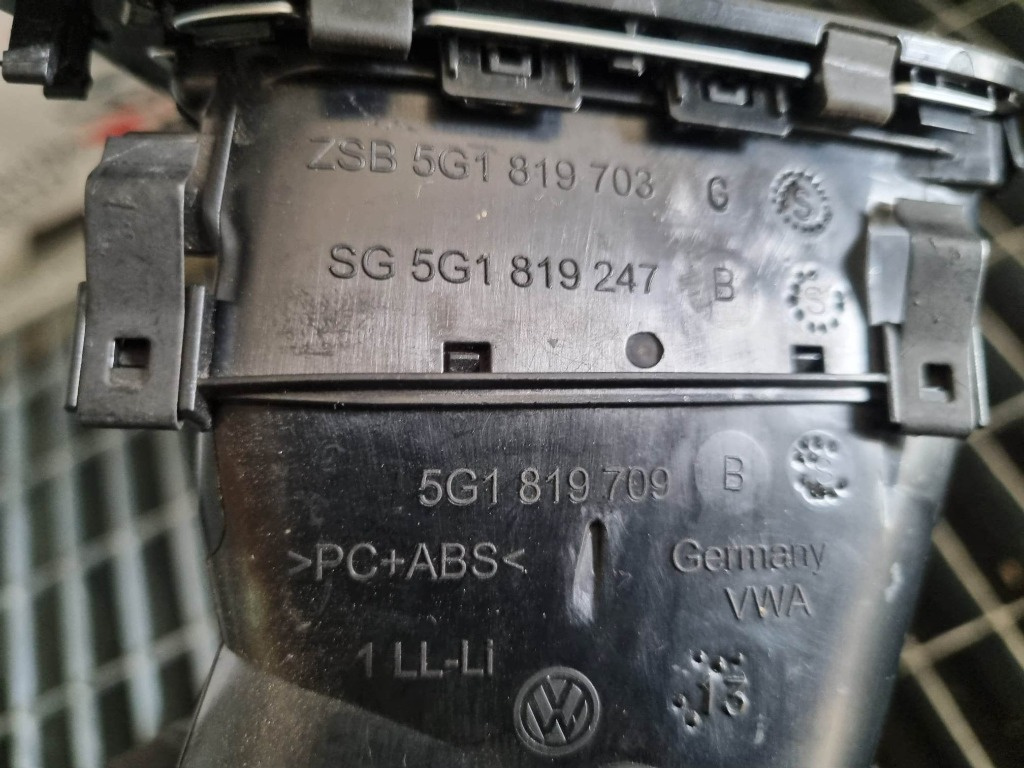 ZSB 5G1 819 703 G S
SG 5G1 819 247 B S
5G1 819 709 B S
>PC+ABS< Germany
VWA
1 LL-Li 13
VW